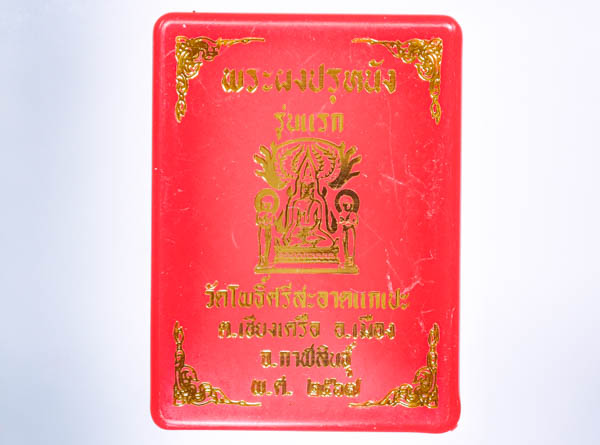 พระผงปรุหนัง
รุ่นแรก
วัดโพธิ์ศรีสะอาดแกเปะ
ต.เชียงเครือ อ.เมือง
จ.กาฬสินธุ์
พ.ศ. ๒๕๖๗